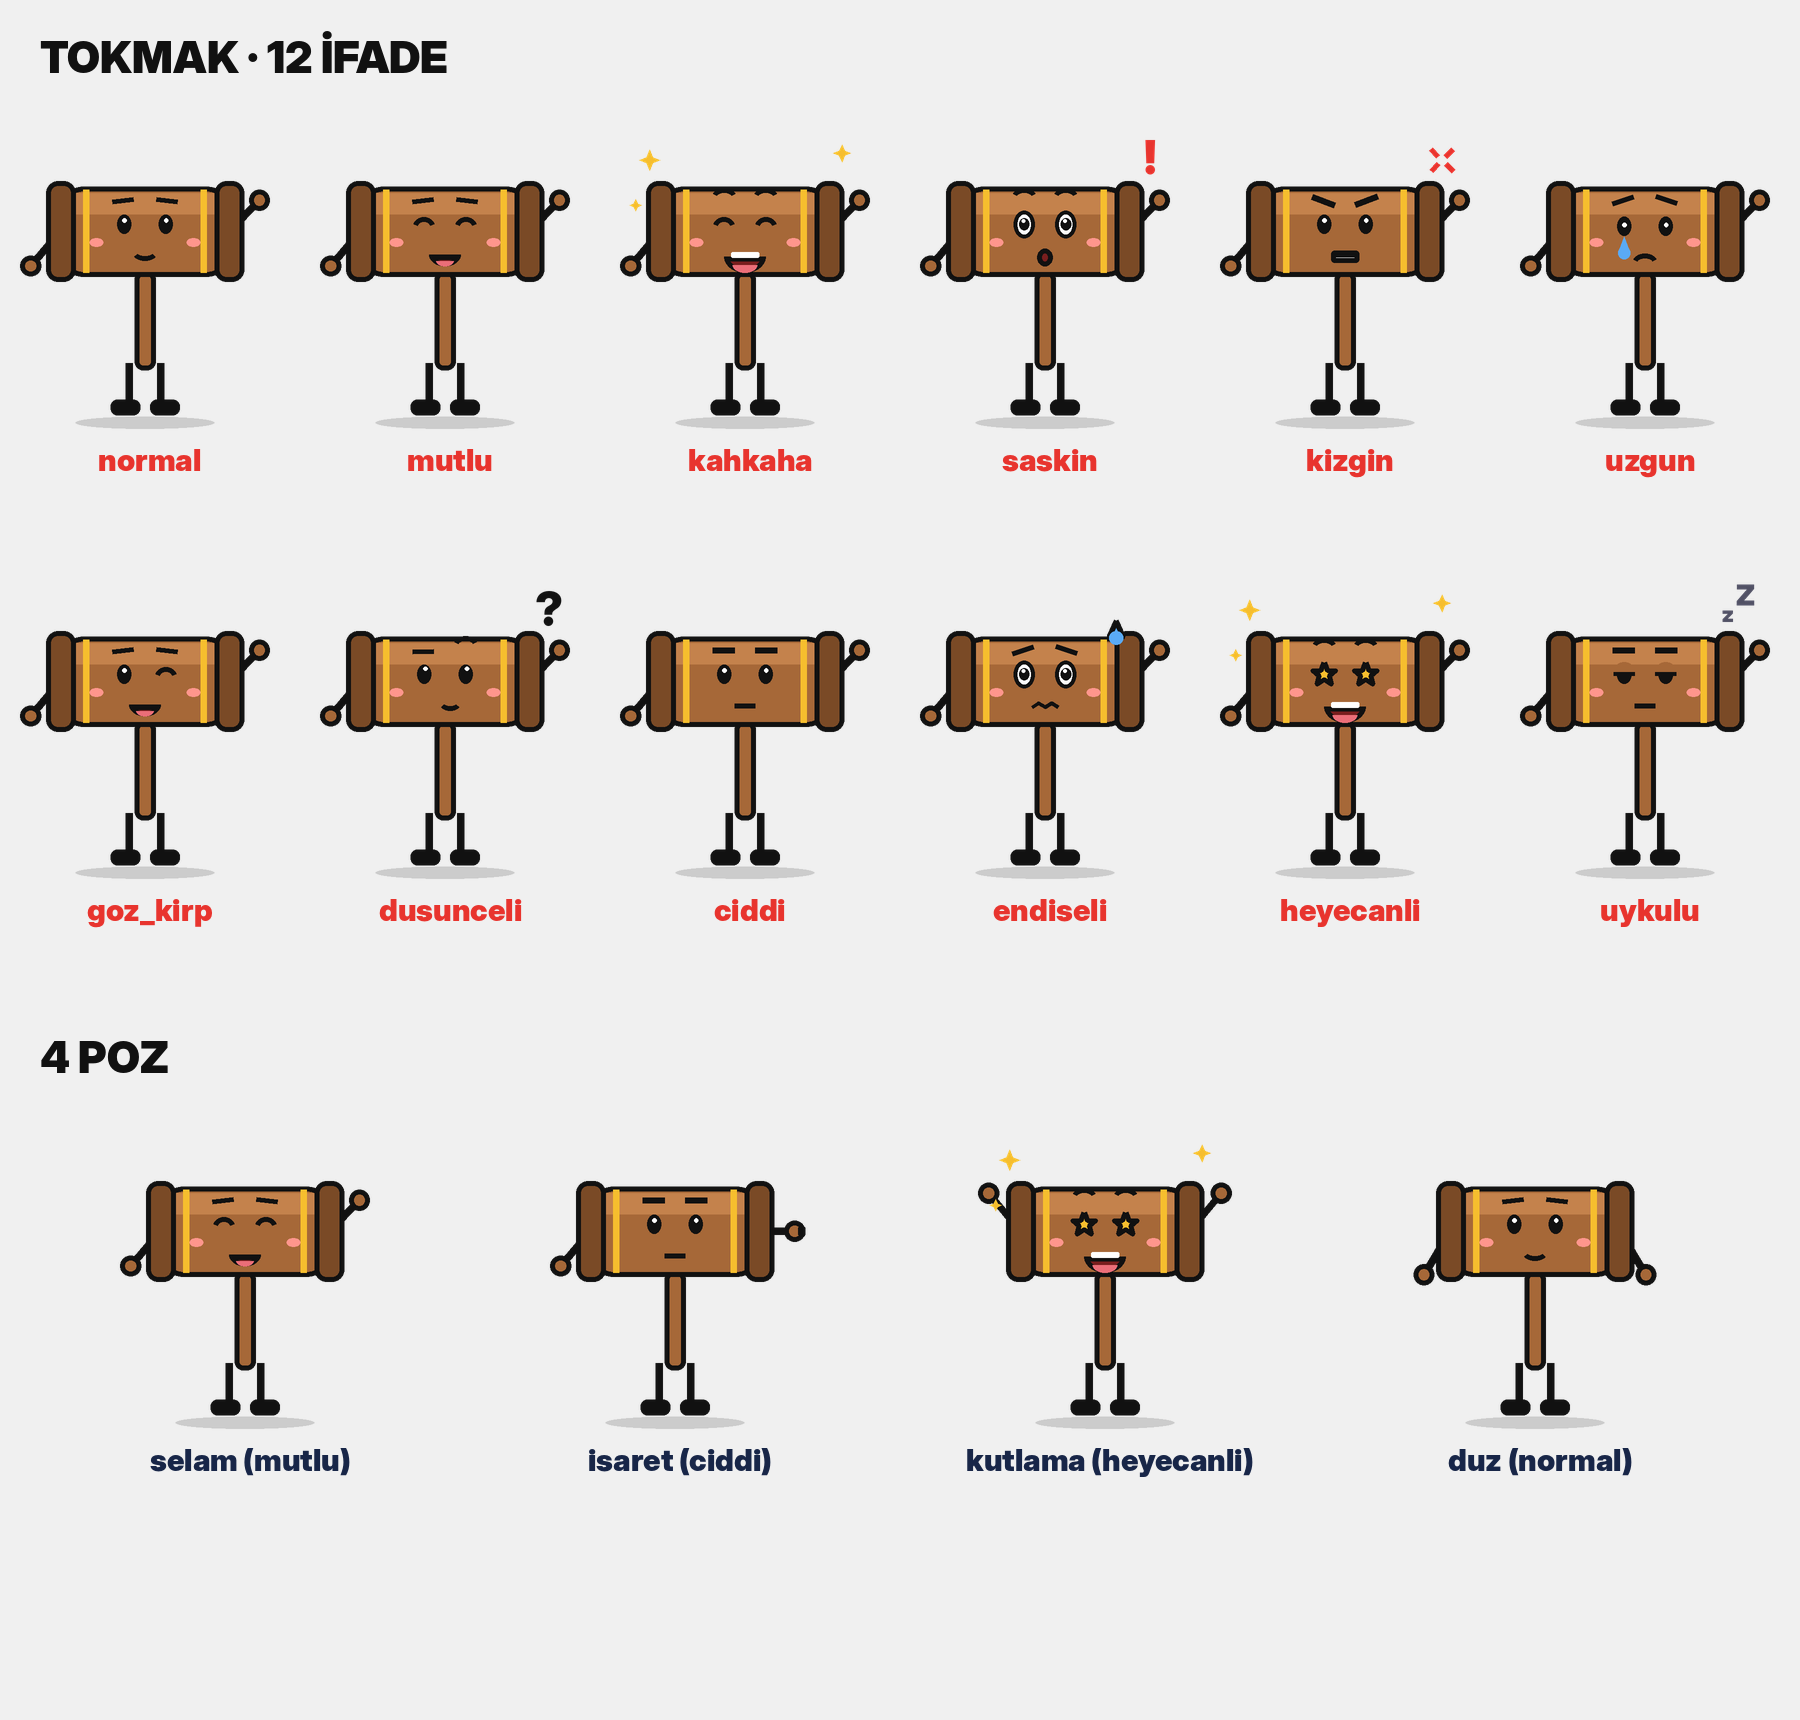 TOKMAK · 12 İFADE
!
normal mutlu kahkaha saskin kizgin uzgun
? z Z
goz_kirp dusunceli ciddi endiseli heyecanli uykulu
4 POZ
selam (mutlu) isaret (ciddi) kutlama (heyecanli) duz (normal)